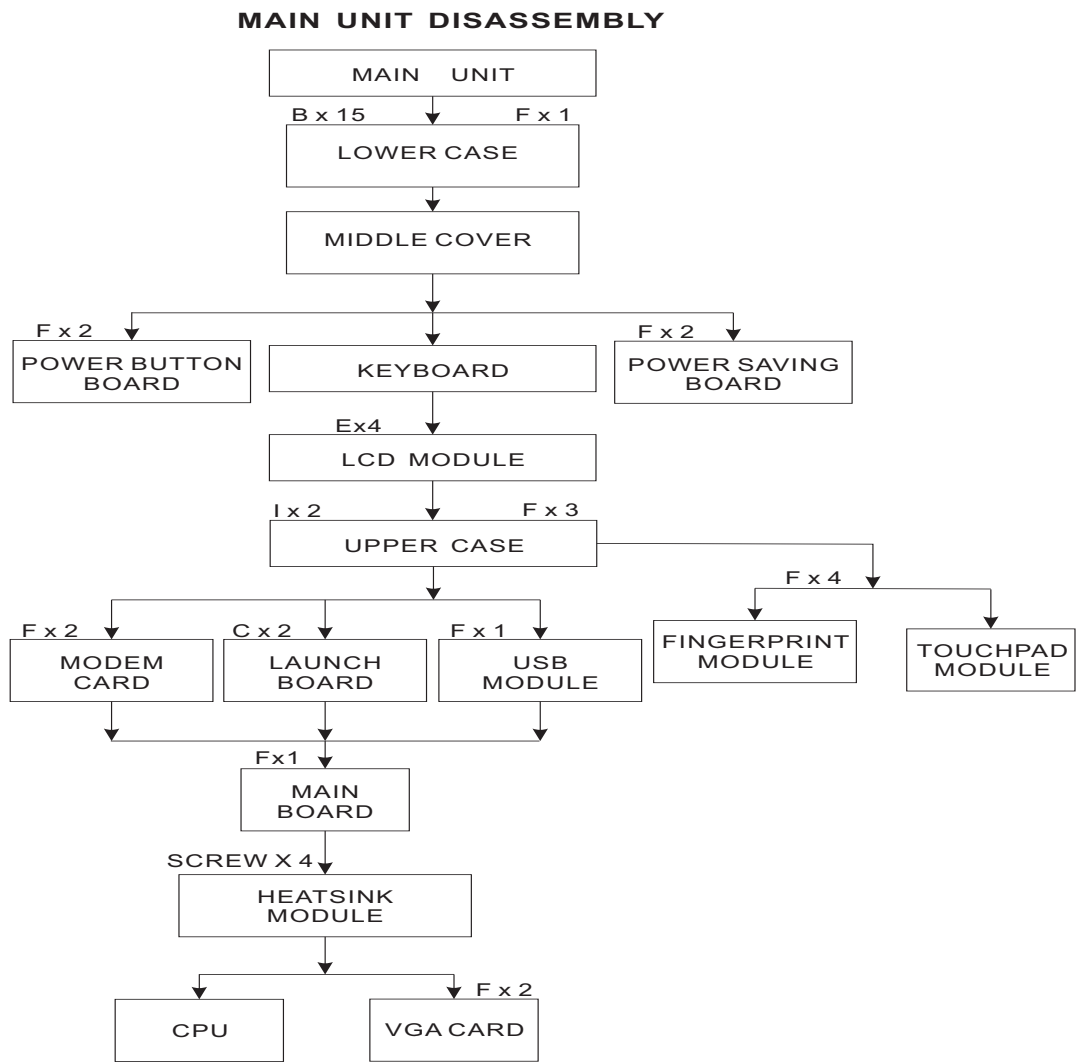 MAIN UNIT DISASSEMBLY
MAIN UNIT
B x 15 F x 1
LOWER CASE
MIDDLE COVER
F x 2
POWER BUTTON
BOARD
KEYBOARD
F x 2
POWER SAVING
BOARD
Ex4
LCD MODULE
I x 2 F x 3
UPPER CASE
F x 4
F x 2
MODEM
CARD
C x 2
LAUNCH
BOARD
F x 1
USB
MODULE
FINGERPRINT
MODULE
TOUCHPAD
MODULE
Fx1
MAIN
BOARD
SCREW X 4
HEATSINK
MODULE
CPU
F x 2
VGA CARD